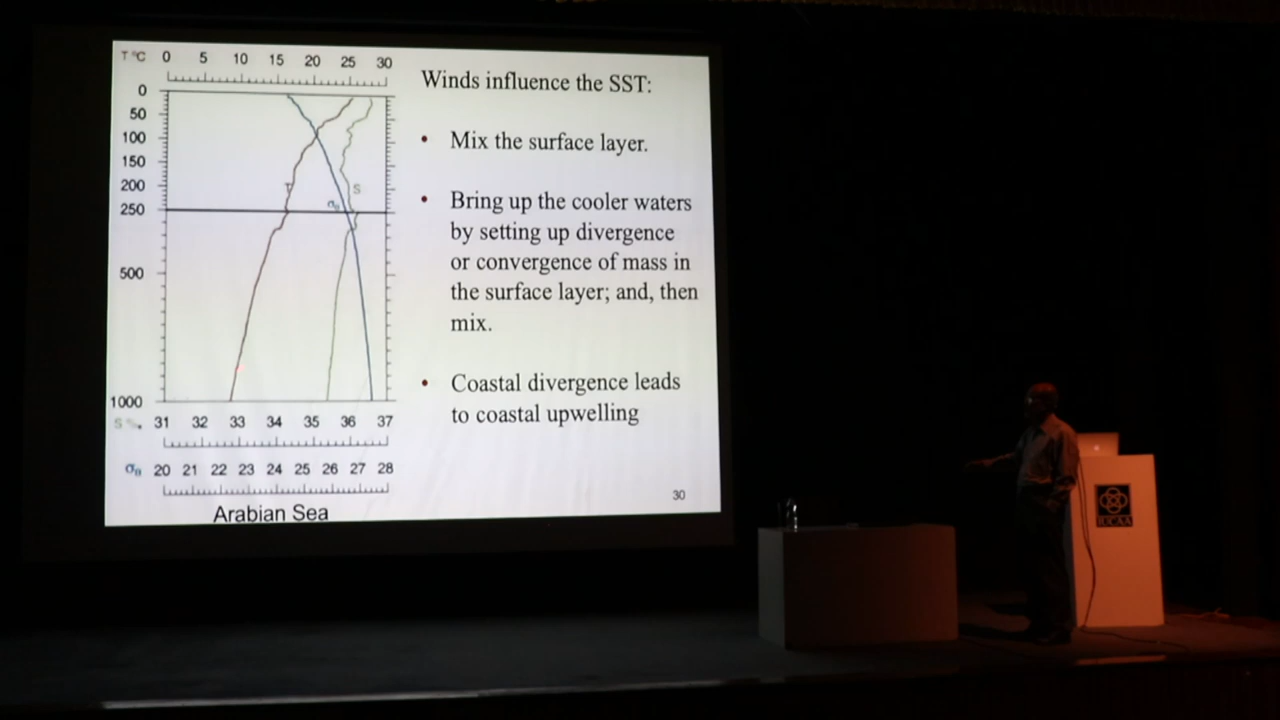 T °C 0 5 10 15 20 25 30
Winds influence the SST:
0
50
100
150
200
250
500
1000
T
S
σθ
• Mix the surface layer.
• Bring up the cooler waters
by setting up divergence
or convergence of mass in
the surface layer; and, then
mix.
• Coastal divergence leads
to coastal upwelling
S ‰ 31 32 33 34 35 36 37
σθ 20 21 22 23 24 25 26 27 28
Arabian Sea
30
IUCAA